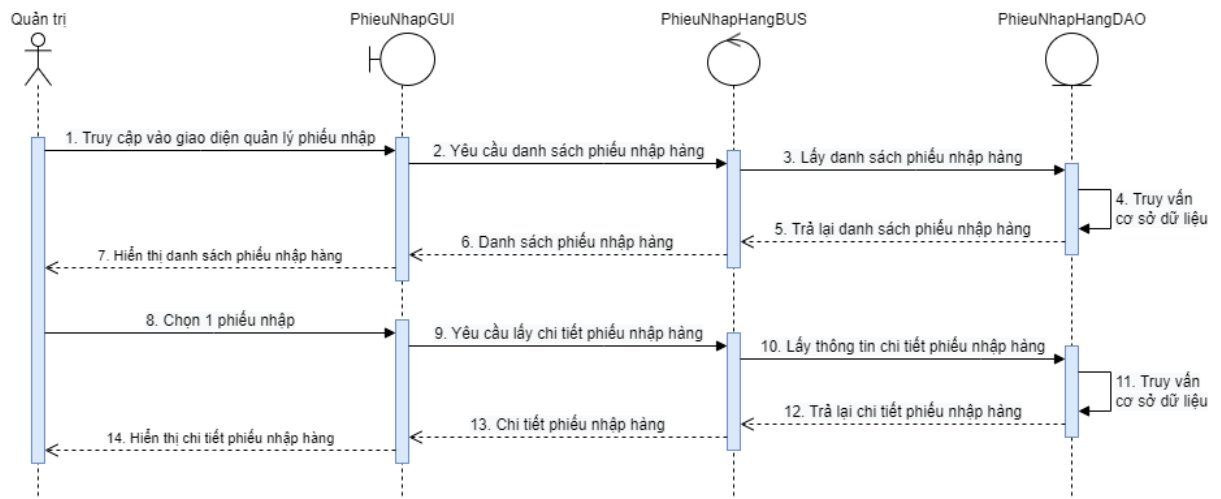 Quản trị
PhieuNhapGUI
PhieuNhapHangBUS
PhieuNhapHangDAO
1. Truy cập vào giao diện quản lý phiếu nhập
2. Yêu cầu danh sách phiếu nhập hàng
3. Lấy danh sách phiếu nhập hàng
4. Truy vấn
cơ sở dữ liệu
5. Trả lại danh sách phiếu nhập hàng
6. Danh sách phiếu nhập hàng
7. Hiển thị danh sách phiếu nhập hàng
8. Chọn 1 phiếu nhập
9. Yêu cầu lấy chi tiết phiếu nhập hàng
10. Lấy thông tin chi tiết phiếu nhập hàng
11. Truy vấn
cơ sở dữ liệu
12. Trả lại chi tiết phiếu nhập hàng
13. Chi tiết phiếu nhập hàng
14. Hiển thị chi tiết phiếu nhập hàng